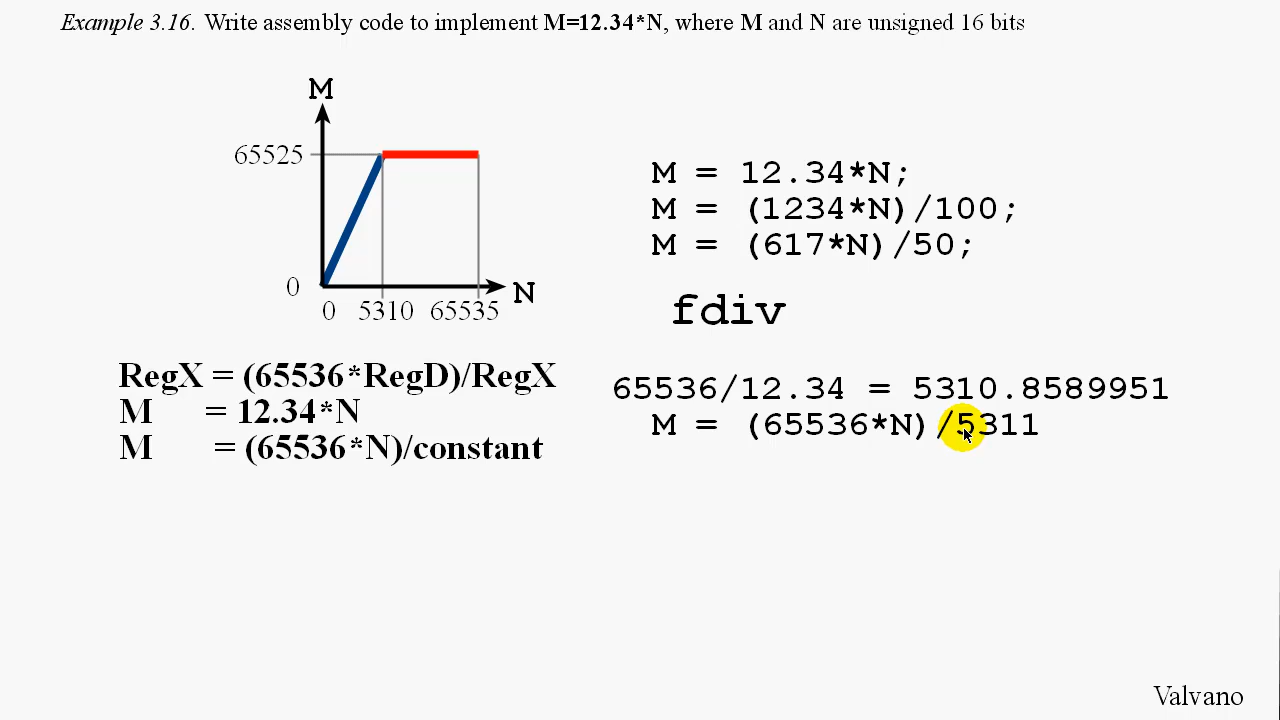 Example 3.16. Write assembly code to implement M=12.34*N, where M and N are unsigned 16 bits
M
65525
0
N
0 5310 65535
M = 12.34*N;
M = (1234*N)/100;
M = (617*N)/50;
fdiv
RegX = (65536*RegD)/RegX
M = 12.34*N
M = (65536*N)/constant
65536/12.34 = 5310.8589951
M = (65536*N)/5311
Valvano